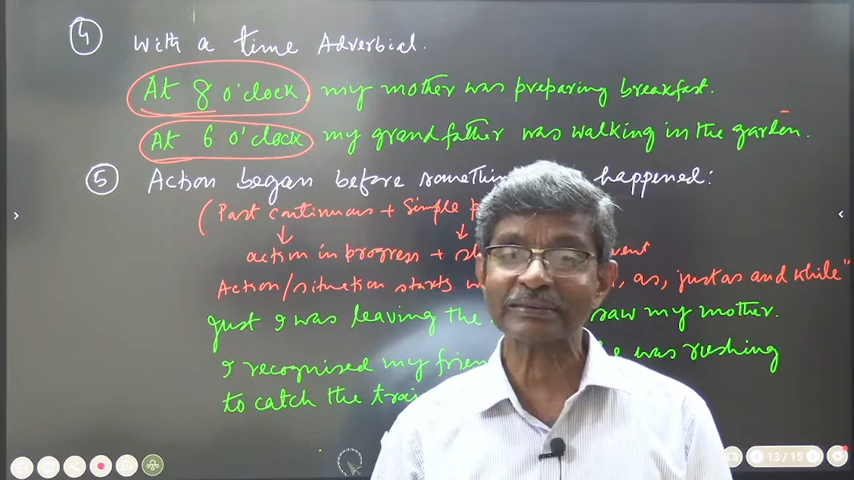 4 With a time Adverbial.
At 8 o'clock, my mother was preparing breakfast.
At 6 o'clock my grandfather was walking in the garden.
5 Action began before something happened:
(Past continuous + Simple
action in progress +
Action/situation starts as, just as and while"
Just I was leaving the saw my mother.
I recognised my friend was rushing
to catch the
13/15